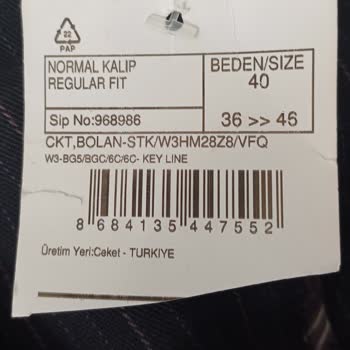 22
PAP
NORMAL KALIP
REGULAR FIT
BEDEN/SIZE
40
Sip No:968986
36 >> 46
CKT,BOLAN-STK/W3HM28Z8/VFQ
W3-BG5/BGC/6C/6C- KEY LINE
8 684135 447552
Üretim Yeri:Ceket - TURKIYE